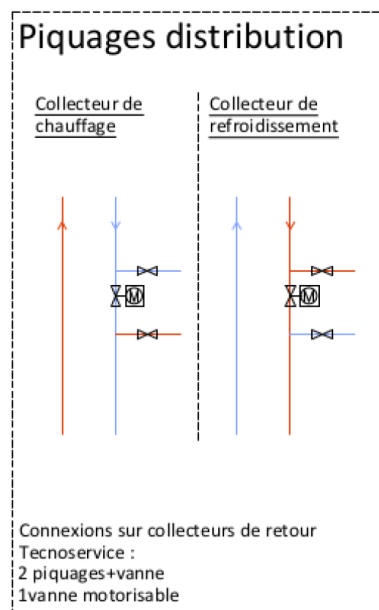 Piquages distribution
Collecteur de
chauffage
Collecteur de
refroidissement
M
M
Connexions sur collecteurs de retour
Tecnoservice :
2 piquages+vanne
1vanne motorisable